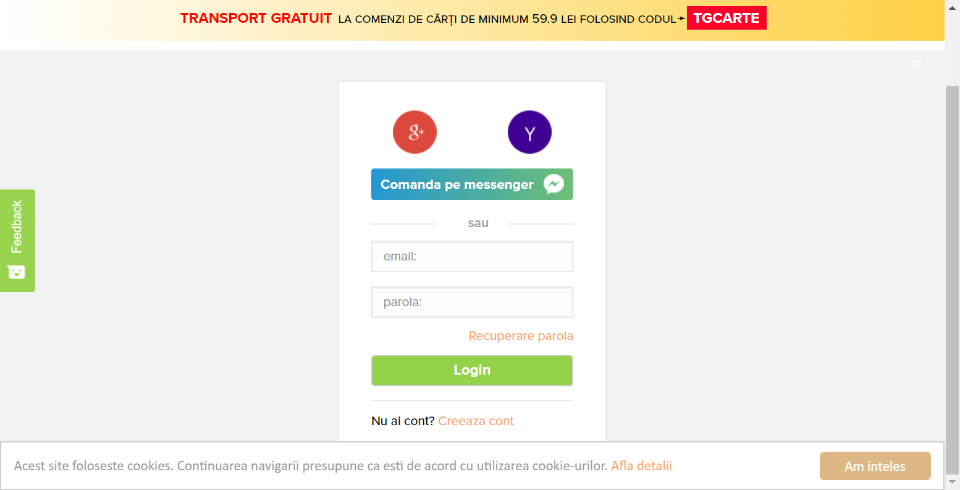 TRANSPORT GRATUIT LA COMENZI DE CĂRȚI DE MINIMUM 59.9 LEI FOLOSIND CODUL TGCARTE
g+ Y
Comanda pe messenger
sau
Feedback
email:
parola:
Recuperare parola
Login
Nu ai cont? Creeaza cont
Acest site foloseste cookies. Continuarea navigarii presupune ca esti de acord cu utilizarea cookie-urilor. Afla detalii
Am inteles